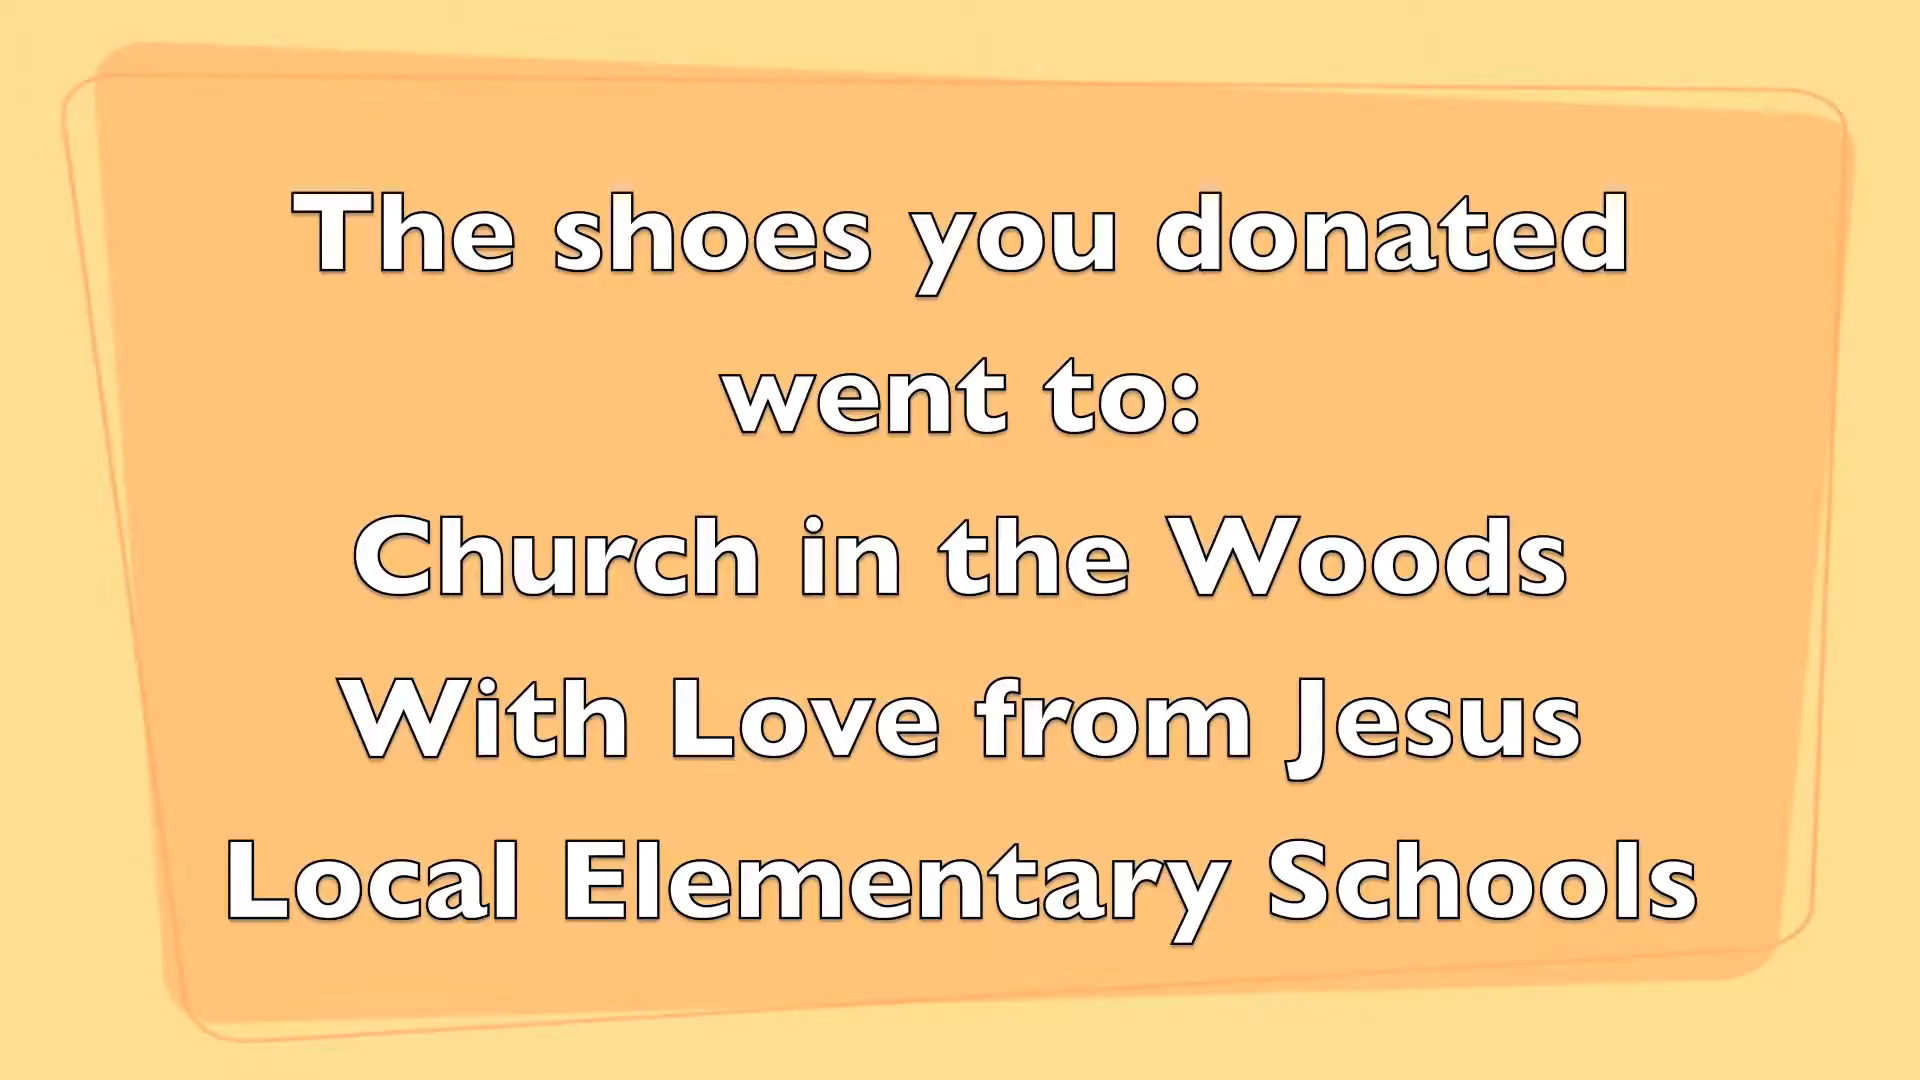 The shoes you donated
went to:
Church in the Woods
With Love from Jesus
Local Elementary Schools